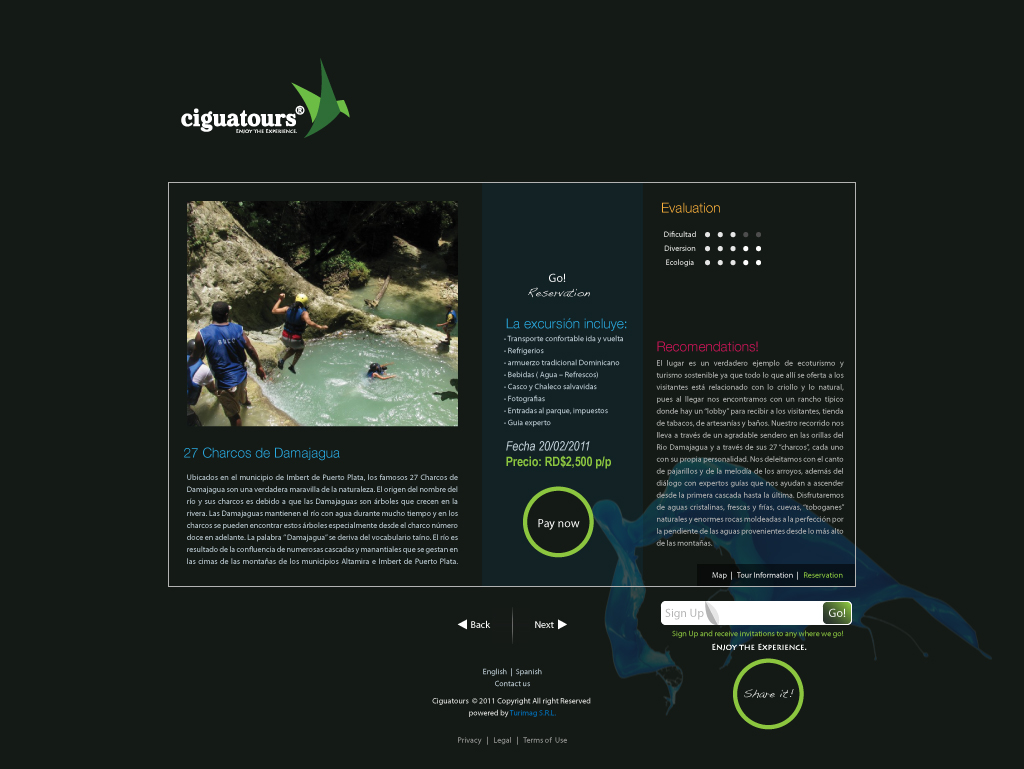 ciguatours®
Enjoy the Experience.
27 Charcos de Damajagua
Ubicados en el municipio de Imbert de Puerto Plata, los famosos 27 Charcos de
Damajagua son una verdadera maravilla de la naturaleza. El origen del nombre del
río y sus charcos es debido a que las Damajaguas son árboles que crecen en la
rivera. Las Damajaguas mantienen el río con agua durante mucho tiempo y en los
charcos se pueden encontrar estos árboles especialmente desde el charco número
doce en adelante. La palabra "Damajagua" se deriva del vocabulario taíno. El río es
resultado de la confluencia de numerosas cascadas y manantiales que se gestan en
las cimas de las montañas de los municipios Altamira e Imbert de Puerto Plata.
Go!
Reservation
La excursión incluye:
• Transporte confortable ida y vuelta
• Refrigerios
• armuerzo tradicional Dominicano
• Bebidas ( Agua – Refrescos)
• Casco y Chaleco salvavidas
• Fotografias
• Entradas al parque, impuestos
• Guia experto
Fecha 20/02/2011
Precio: RD$2,500 p/p
Pay now
Evaluation
Dificultad
Diversion
Ecologia
Recomendations!
El lugar es un verdadero ejemplo de ecoturismo y
turismo sostenible ya que todo lo que allí se oferta a los
visitantes está relacionado con lo criollo y lo natural,
pues al llegar nos encontramos con un rancho típico
donde hay un "lobby" para recibir a los visitantes, tienda
de tabacos, de artesanías y baños. Nuestro recorrido nos
lleva a través de un agradable sendero en las orillas del
Rio Damajagua y a través de sus 27 "charcos", cada uno
con su propia personalidad. Nos deleitamos con el canto
de pajarillos y de la melodía de los arroyos, además del
diálogo con expertos guías que nos ayudan a ascender
desde la primera cascada hasta la última. Disfrutaremos
de aguas cristalinas, frescas y frías, cuevas, "toboganes"
naturales y enormes rocas moldeadas a la perfección por
la pendiente de las aguas provenientes desde lo más alto
de las montañas.
Map | Tour Information | Reservation
Back
Next
Sign Up
Go!
Sign Up and receive invitations to any where we go!
Enjoy the Experience.
Share it!
English | Spanish
Contact us
Ciguatours © 2011 Copyright All right Reserved
powered by Turimag S.R.L.
Privacy | Legal | Terms of Use